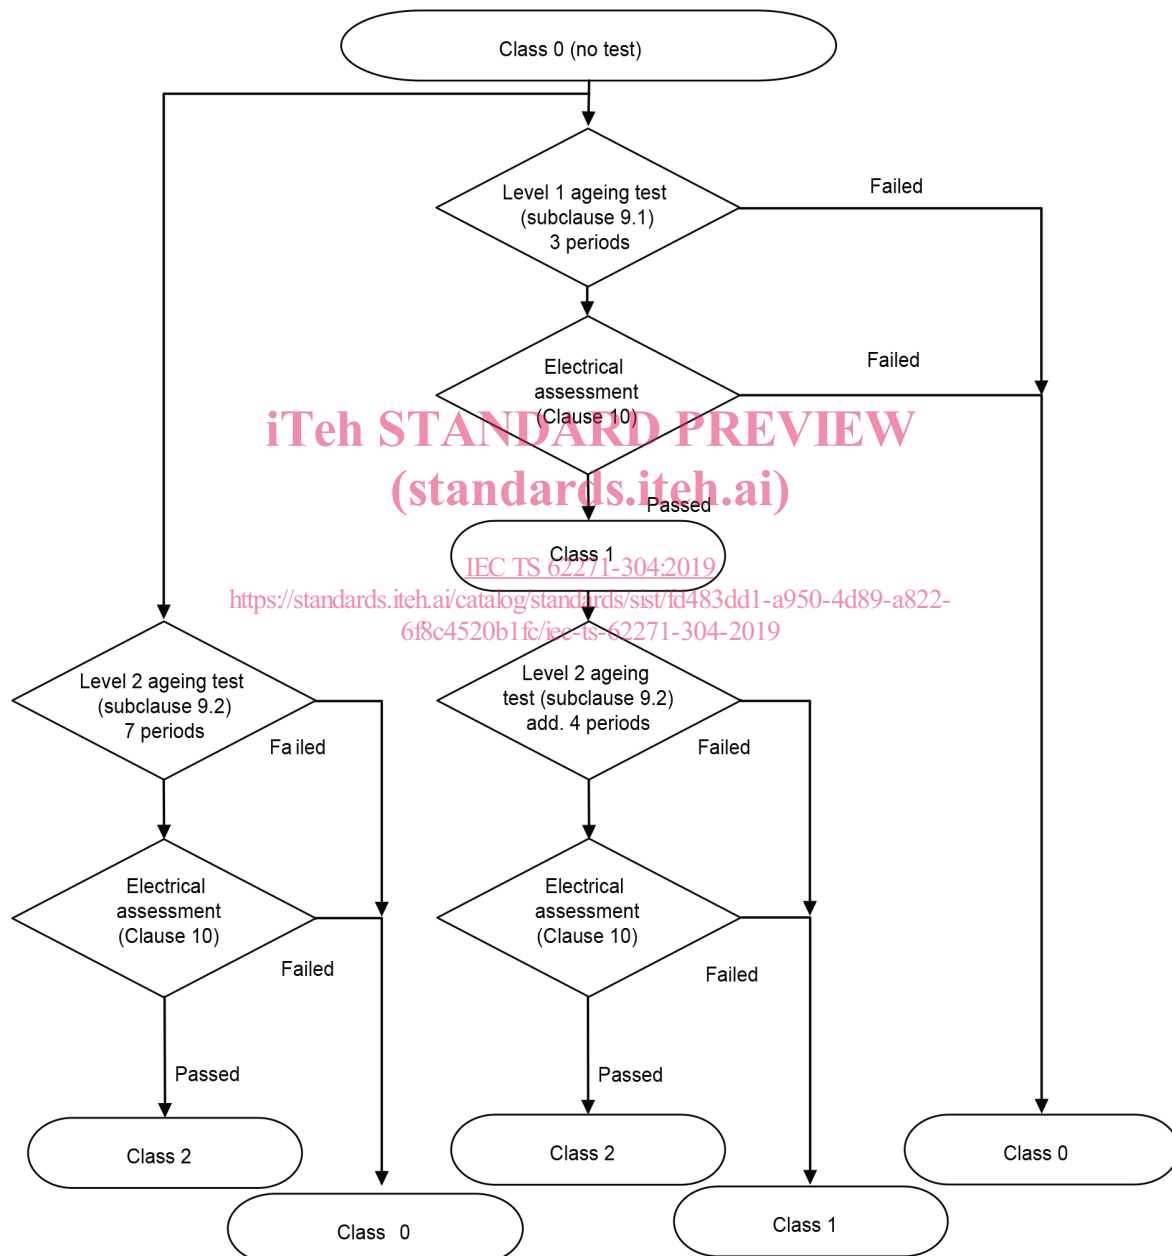 Class 0 (no test)
Level 1 ageing test
(subclause 9.1)
3 periods
Failed
Electrical
assessment
(Clause 10)
Failed
iTeh STANDARD PREVIEW
(standards.iteh.ai)
Passed
Class 1
IEC TS 62271-304:2019
https://standards.iteh.ai/catalog/standards/sist/fd483dd1-a950-4d89-a822-
6f8c4520b1fc/iec-ts-62271-304-2019
Level 2 ageing test
(subclause 9.2)
7 periods
Failed
Level 2 ageing
test (subclause 9.2)
add. 4 periods
Failed
Electrical
assessment
(Clause 10)
Failed
Electrical
assessment
(Clause 10)
Failed
Passed
Passed
Class 2
Class 2
Class 0
Class 0
Class 1